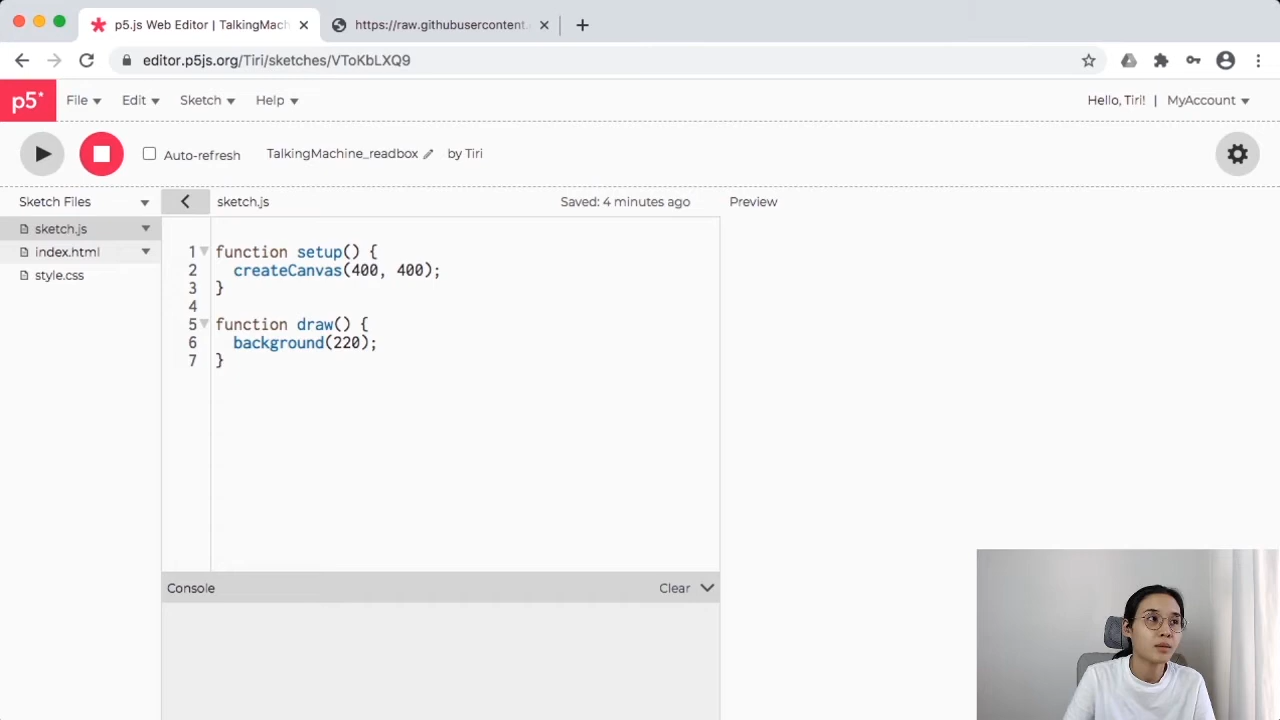 p5.js Web Editor | TalkingMach
https://raw.githubusercontent.
editor.p5js.org/Tiri/sketches/VToKbLXQ9
p5* File Edit Sketch Help Hello, Tiri! | MyAccount
Auto-refresh TalkingMachine_readbox by Tiri
Sketch Files sketch.js Saved: 4 minutes ago Preview
sketch.js
index.html
style.css
1 function setup() {
2 createCanvas(400, 400);
3 }
4
5 function draw() {
6 background(220);
7 }
Console Clear